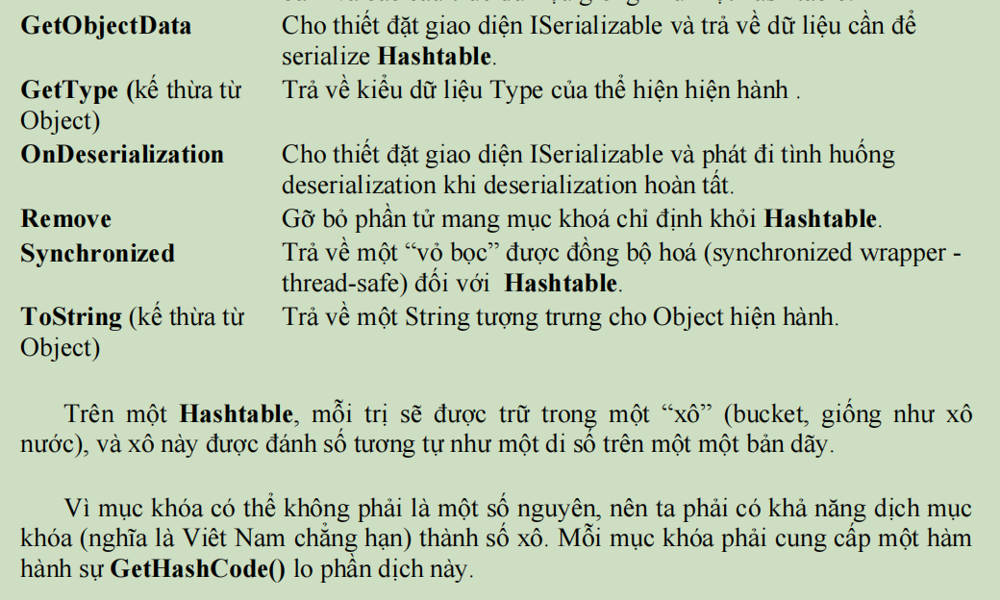 GetObjectData Cho thiết đặt giao diện ISerializable và trả về dữ liệu cần để
serialize Hashtable.
GetType (kế thừa từ Trả về kiểu dữ liệu Type của thể hiện hiện hành .
Object)
OnDeserialization Cho thiết đặt giao diện ISerializable và phát đi tình huống
deserialization khi deserialization hoàn tất.
Remove Gỡ bỏ phần tử mang mục khoá chỉ định khỏi Hashtable.
Synchronized Trả về một “vỏ bọc” được đồng bộ hoá (synchronized wrapper -
thread-safe) đối với Hashtable.
ToString (kế thừa từ Trả về một String tượng trưng cho Object hiện hành.
Object)
Trên một Hashtable, mỗi trị sẽ được trữ trong một “xô” (bucket, giống như xô
nước), và xô này được đánh số tương tự như một di số trên một một bản dãy.
Vì mục khóa có thể không phải là một số nguyên, nên ta phải có khả năng dịch mục
khóa (nghĩa là Viêt Nam chẳng hạn) thành số xô. Mỗi mục khóa phải cung cấp một hàm
hành sự GetHashCode() lo phần dịch này.